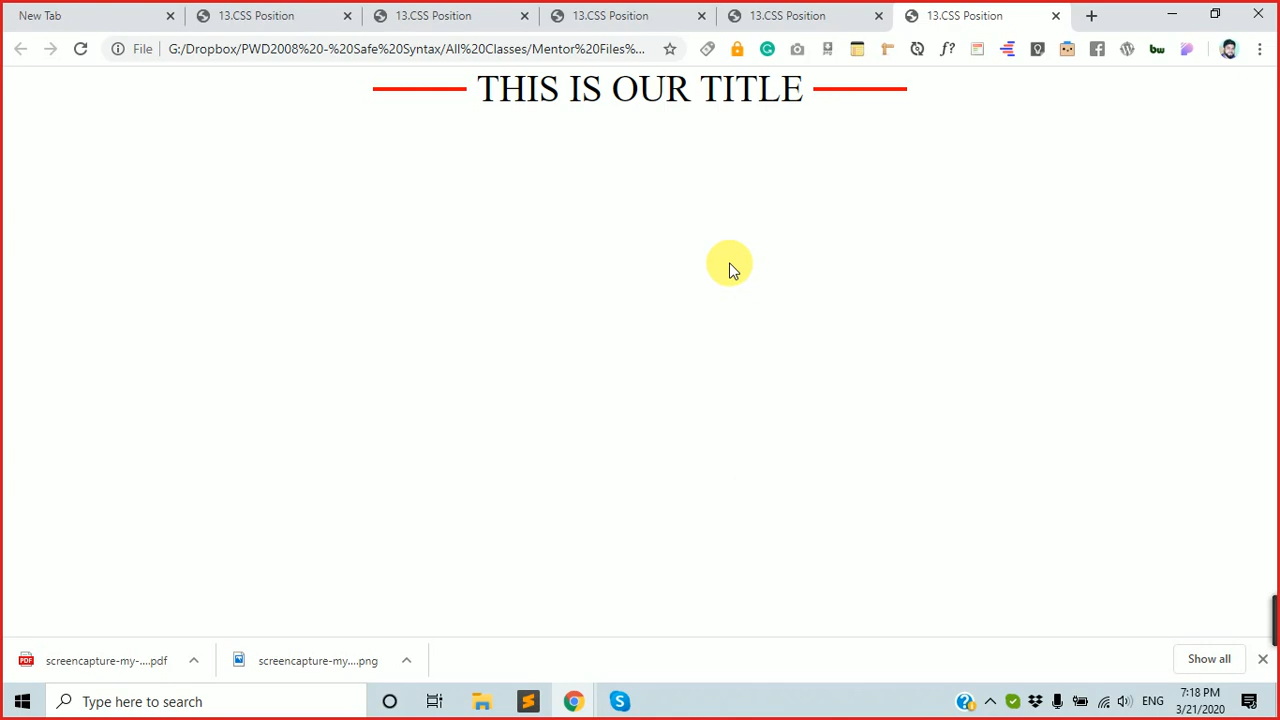 New Tab
13.CSS Position
13.CSS Position
13.CSS Position
13.CSS Position
13.CSS Position
File
G:/Dropbox/PWD2008%20-%20Safe%20Syntax/All%20Classes/Mentor%20Files%...
f?
bw
THIS IS OUR TITLE
PDF
screencapture-my-....pdf
screencapture-my....png
Show all
Type here to search
ENG
7:18 PM
3/21/2020